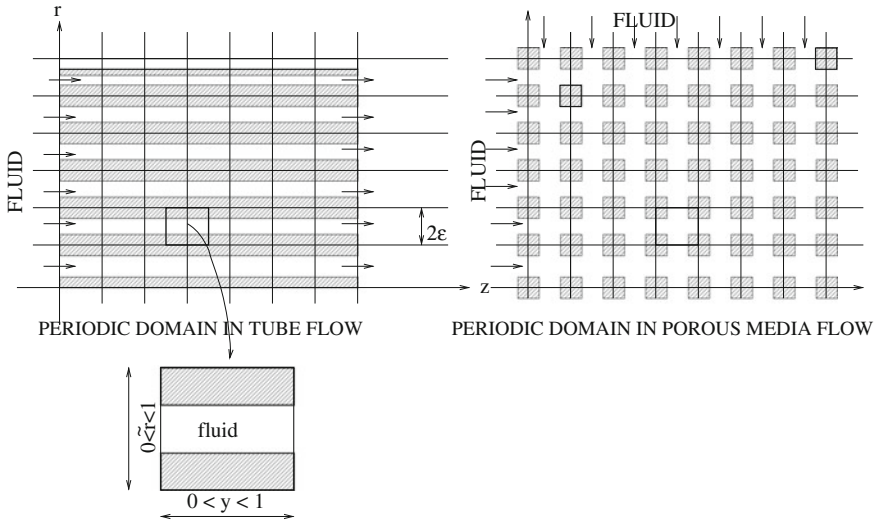 r
FLUID
2ε
PERIODIC DOMAIN IN TUBE FLOW
FLUID
FLUID
z
PERIODIC DOMAIN IN POROUS MEDIA FLOW
0<r̃<1
fluid
0 < y < 1